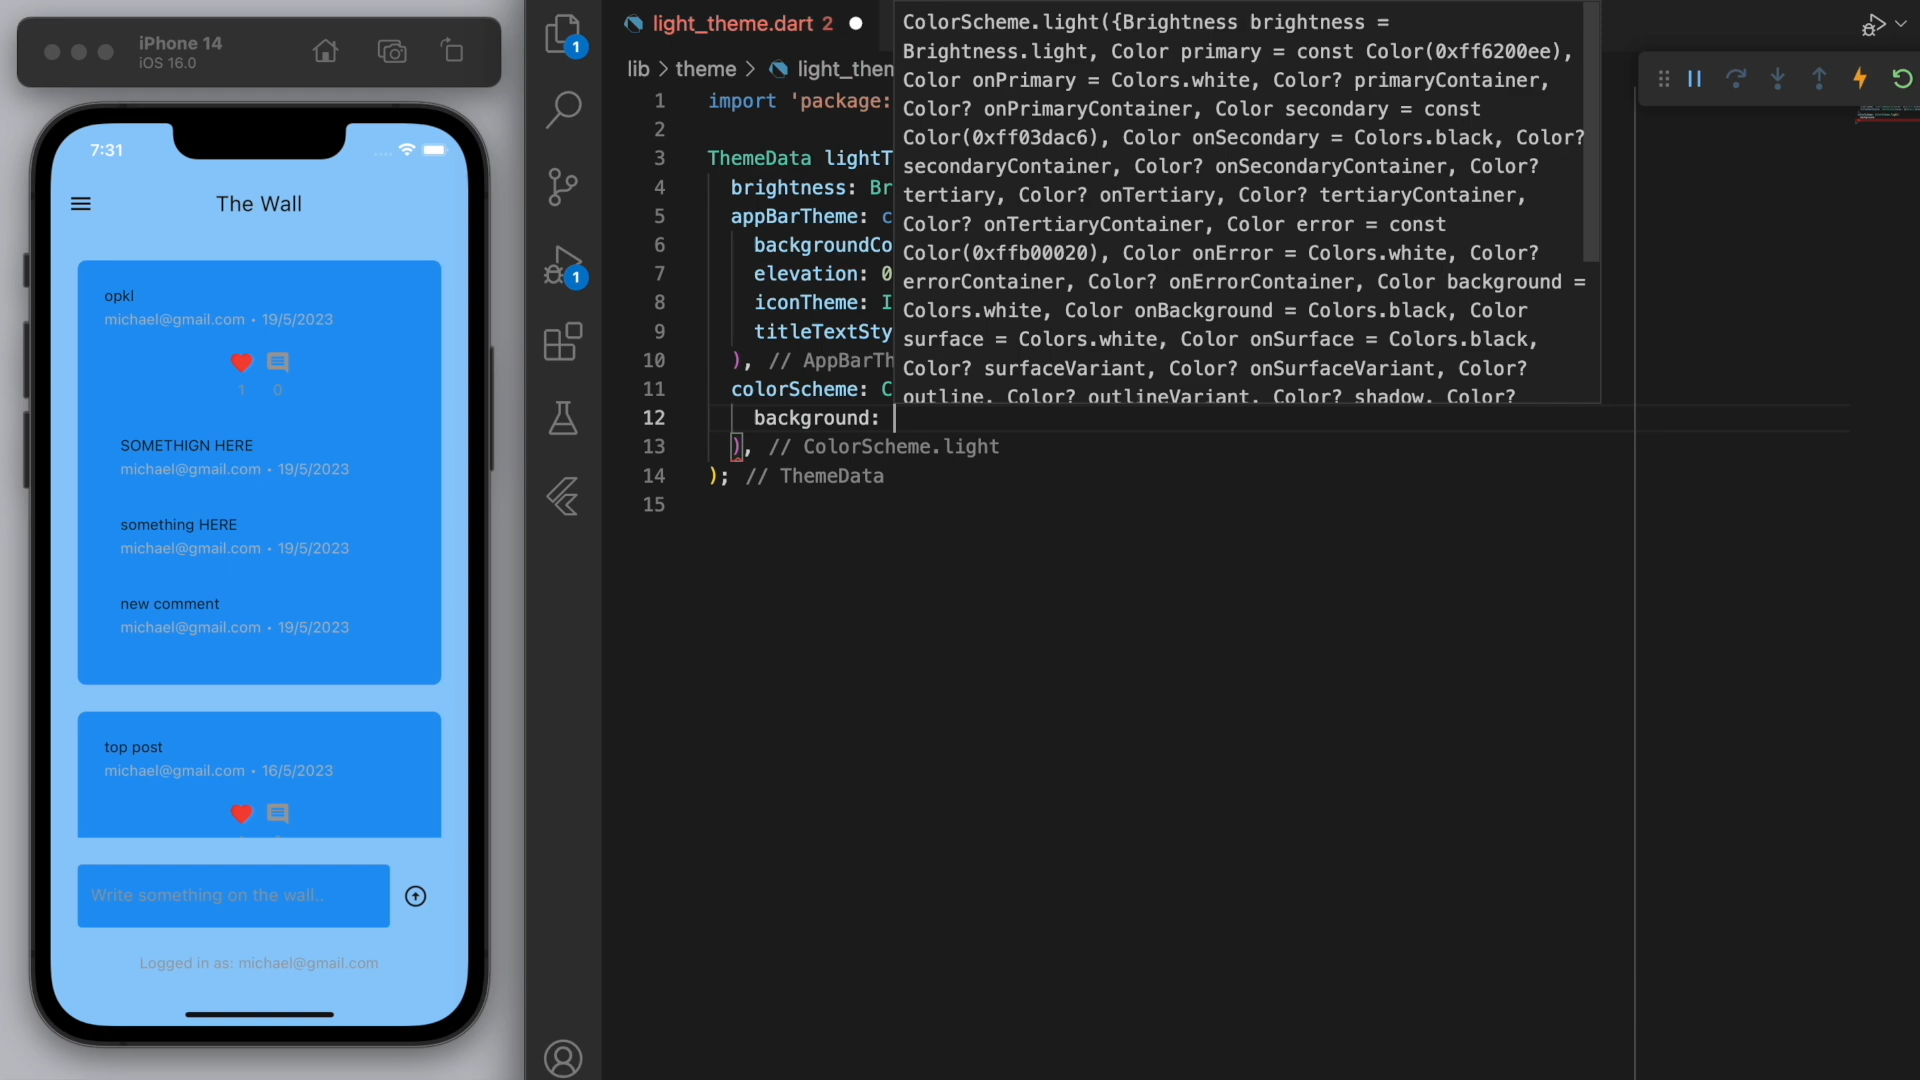 iPhone 14
iOS 16.0
7:31
The Wall
opkl
michael@gmail.com • 19/5/2023
1 0
SOMETHIGN HERE
michael@gmail.com • 19/5/2023
something HERE
michael@gmail.com • 19/5/2023
new comment
michael@gmail.com • 19/5/2023
top post
michael@gmail.com • 16/5/2023
Write something on the wall..
Logged in as: michael@gmail.com
1
1
light_theme.dart 2
lib > theme > light_them
1 import 'package:
2
3 ThemeData lightT
4 brightness: Br
5 appBarTheme: c
6 backgroundCo
7 elevation: 0
8 iconTheme: I
9 titleTextSty
10 ), // AppBarTh
11 colorScheme: C
12 background:
13 ), // ColorScheme.light
14 ); // ThemeData
15
ColorScheme.light({Brightness brightness =
Brightness.light, Color primary = const Color(0xff6200ee),
Color onPrimary = Colors.white, Color? primaryContainer,
Color? onPrimaryContainer, Color secondary = const
Color(0xff03dac6), Color onSecondary = Colors.black, Color?
secondaryContainer, Color? onSecondaryContainer, Color?
tertiary, Color? onTertiary, Color? tertiaryContainer,
Color? onTertiaryContainer, Color error = const
Color(0xffb00020), Color onError = Colors.white, Color?
errorContainer, Color? onErrorContainer, Color background =
Colors.white, Color onBackground = Colors.black, Color
surface = Colors.white, Color onSurface = Colors.black,
Color? surfaceVariant, Color? onSurfaceVariant, Color?
outline, Color? outlineVariant, Color? shadow, Color?